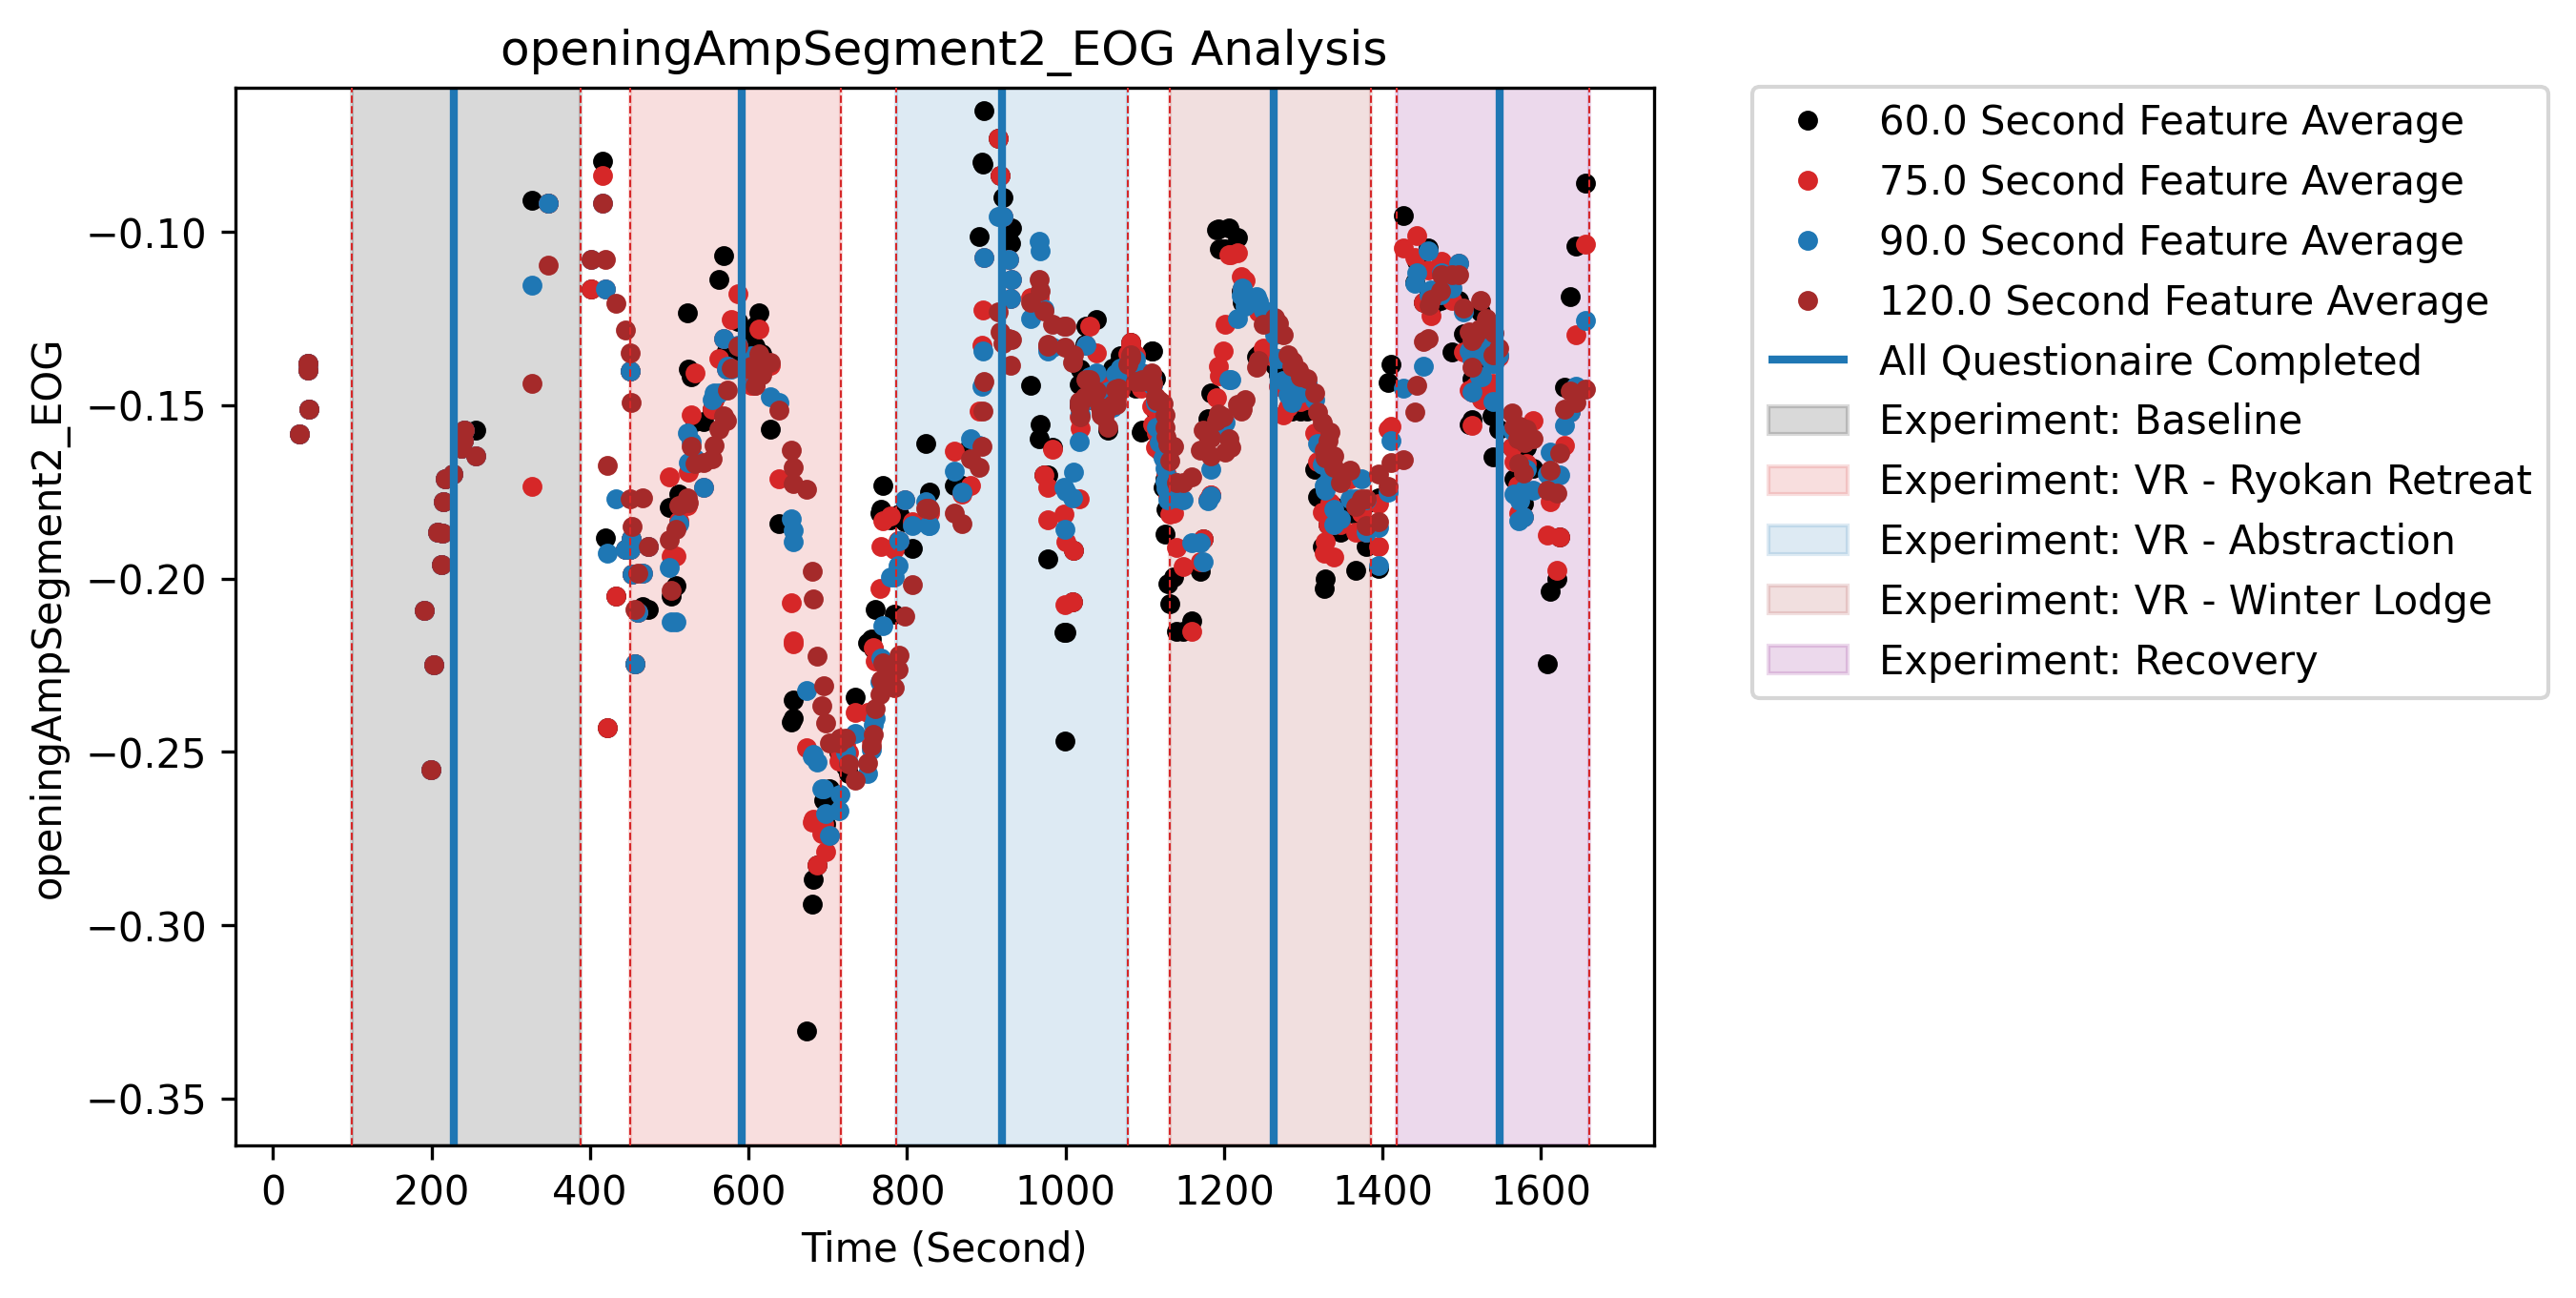 openingAmpSegment2_EOG Analysis
openingAmpSegment2_EOG
−0.10
−0.15
−0.20
−0.25
−0.30
−0.35
0 200 400 600 800 1000 1200 1400 1600
Time (Second)
60.0 Second Feature Average
75.0 Second Feature Average
90.0 Second Feature Average
120.0 Second Feature Average
All Questionaire Completed
Experiment: Baseline
Experiment: VR - Ryokan Retreat
Experiment: VR - Abstraction
Experiment: VR - Winter Lodge
Experiment: Recovery